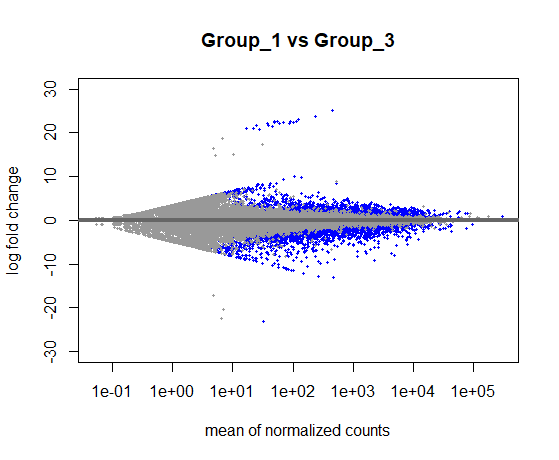 Group_1 vs Group_3
log fold change
30
20
10
0
-10
-20
-30
1e-01 1e+00 1e+01 1e+02 1e+03 1e+04 1e+05
mean of normalized counts